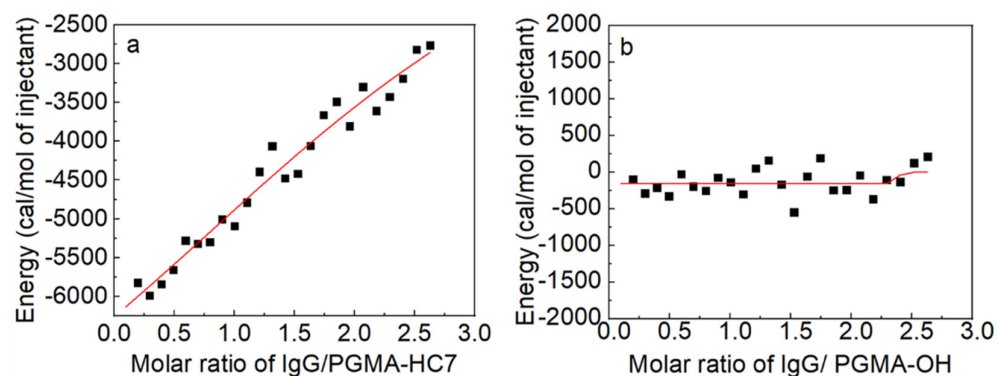 a
-2500
-3000
-3500
-4000
-4500
-5000
-5500
-6000
Energy (cal/mol of injectant)
0.0 0.5 1.0 1.5 2.0 2.5 3.0
Molar ratio of IgG/PGMA-HC7
b
2000
1500
1000
500
0
-500
-1000
-1500
-2000
Energy (cal/mol of injectant)
0.0 0.5 1.0 1.5 2.0 2.5 3.0
Molar ratio of IgG/ PGMA-OH